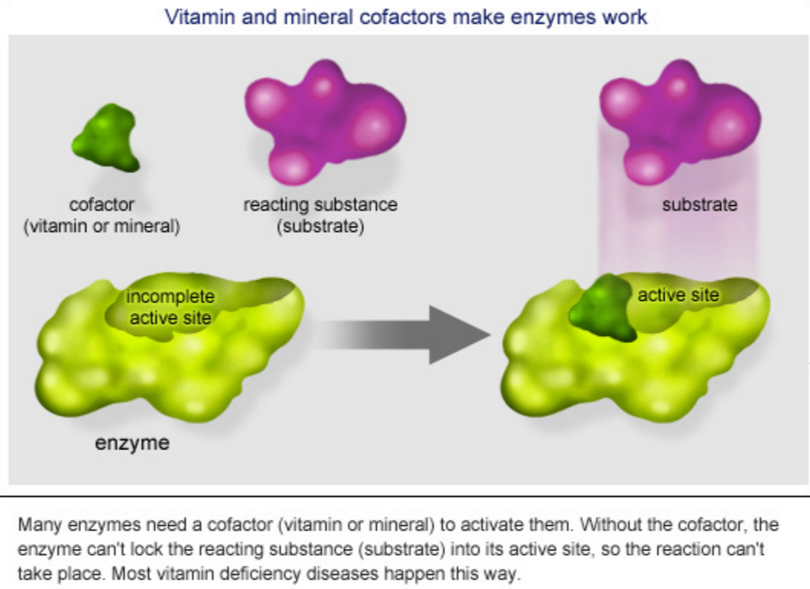 Vitamin and mineral cofactors make enzymes work
cofactor
(vitamin or mineral)
reacting substance
(substrate)
substrate
incomplete
active site
active site
enzyme
Many enzymes need a cofactor (vitamin or mineral) to activate them. Without the cofactor, the
enzyme can't lock the reacting substance (substrate) into its active site, so the reaction can't
take place. Most vitamin deficiency diseases happen this way.